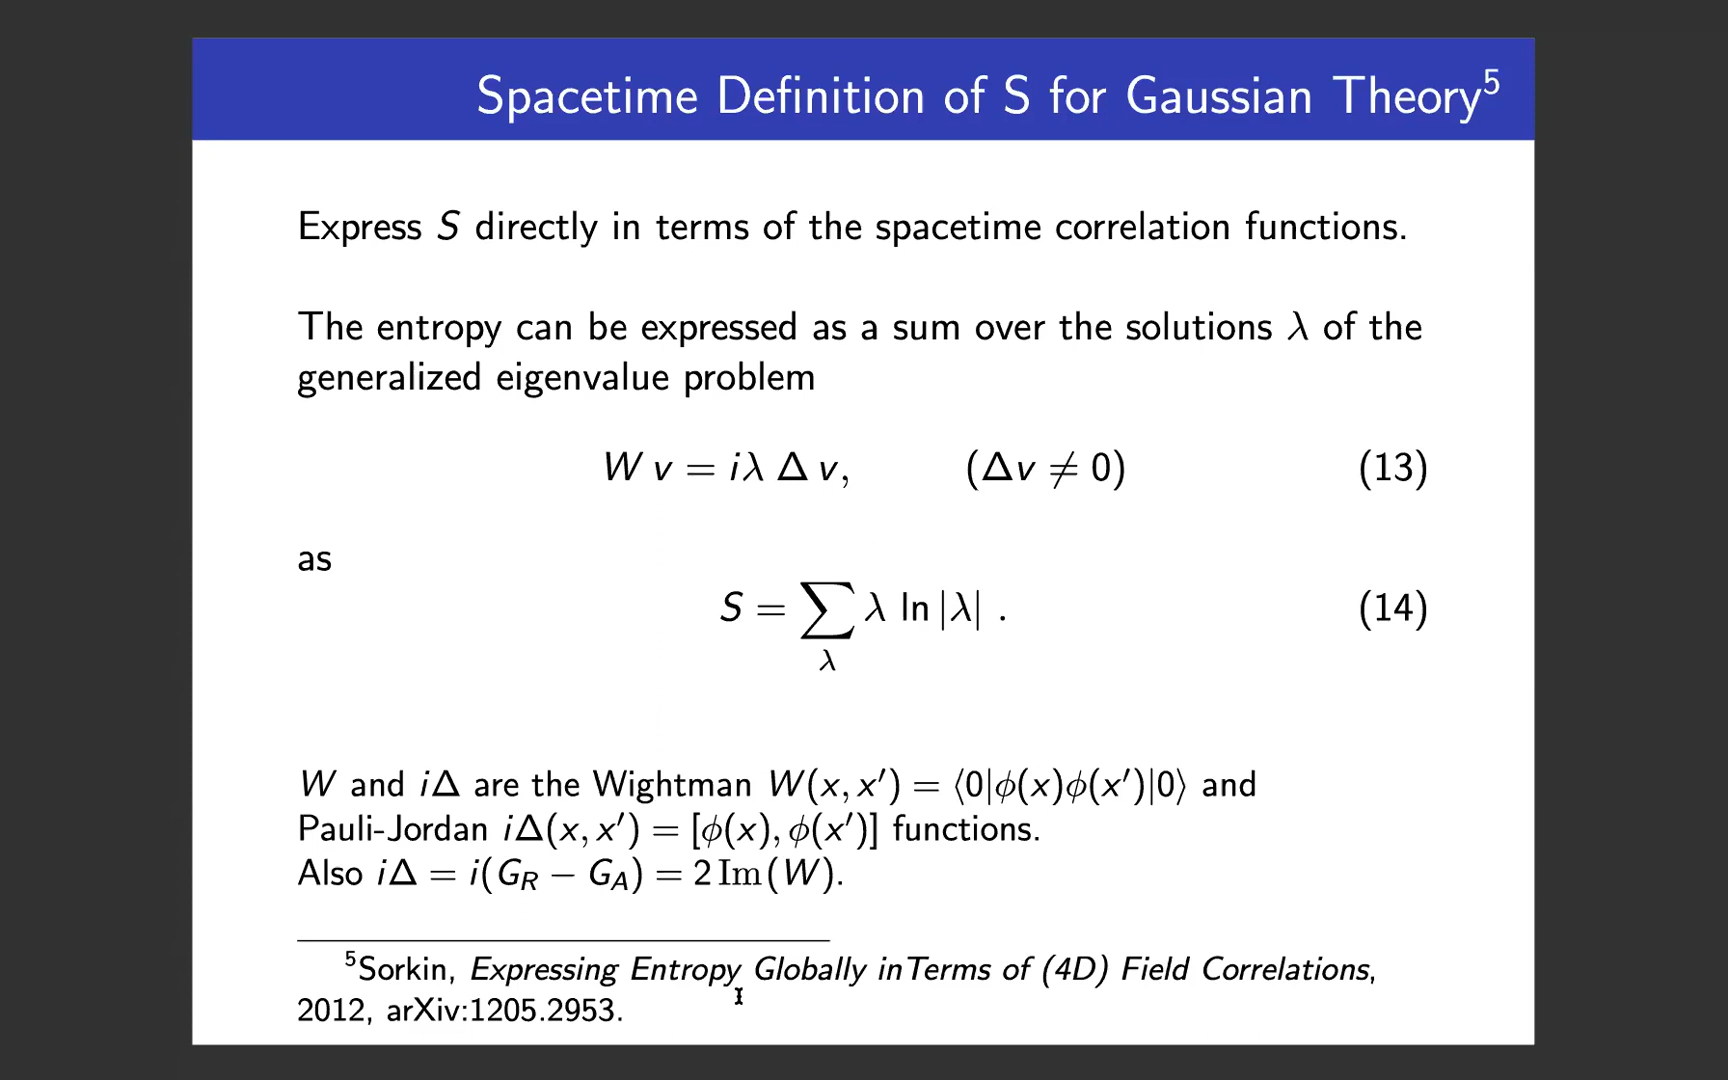 Spacetime Definition of S for Gaussian Theory⁵
Express S directly in terms of the spacetime correlation functions.
The entropy can be expressed as a sum over the solutions λ of the
generalized eigenvalue problem
W v = iλ Δ v, (Δv ≠ 0) (13)
as
S = ∑_λ λ ln |λ| . (14)
W and iΔ are the Wightman W(x, x′) = ⟨0|ϕ(x)ϕ(x′)|0⟩ and
Pauli-Jordan iΔ(x, x′) = [ϕ(x), ϕ(x′)] functions.
Also iΔ = i(G_R − G_A) = 2 Im(W).
⁵Sorkin, Expressing Entropy Globally inTerms of (4D) Field Correlations,
2012, arXiv:1205.2953.